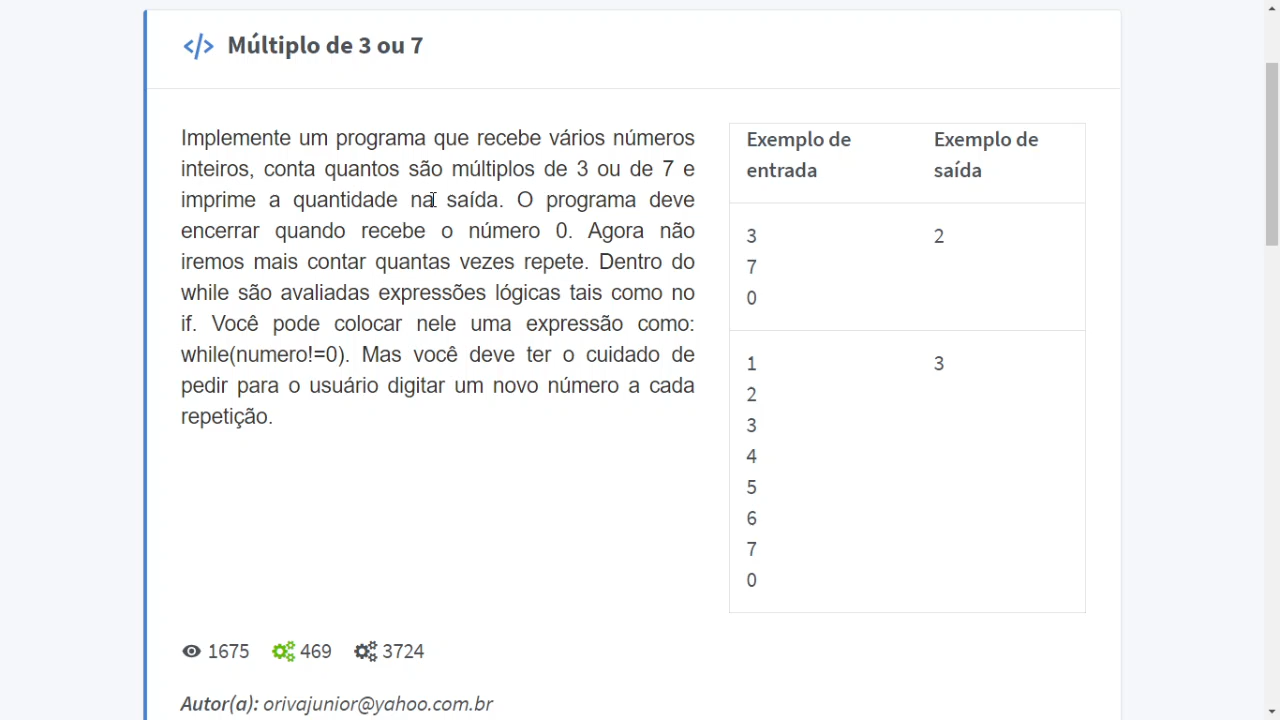 </> Múltiplo de 3 ou 7
Implemente um programa que recebe vários números
inteiros, conta quantos são múltiplos de 3 ou de 7 e
imprime a quantidade na saída. O programa deve
encerrar quando recebe o número 0. Agora não
iremos mais contar quantas vezes repete. Dentro do
while são avaliadas expressões lógicas tais como no
if. Você pode colocar nele uma expressão como:
while(numero!=0). Mas você deve ter o cuidado de
pedir para o usuário digitar um novo número a cada
repetição.
Exemplo de entrada
Exemplo de saída
3 2
7
0
1 3
2
3
4
5
6
7
0
1675 469 3724
Autor(a): orivajunior@yahoo.com.br